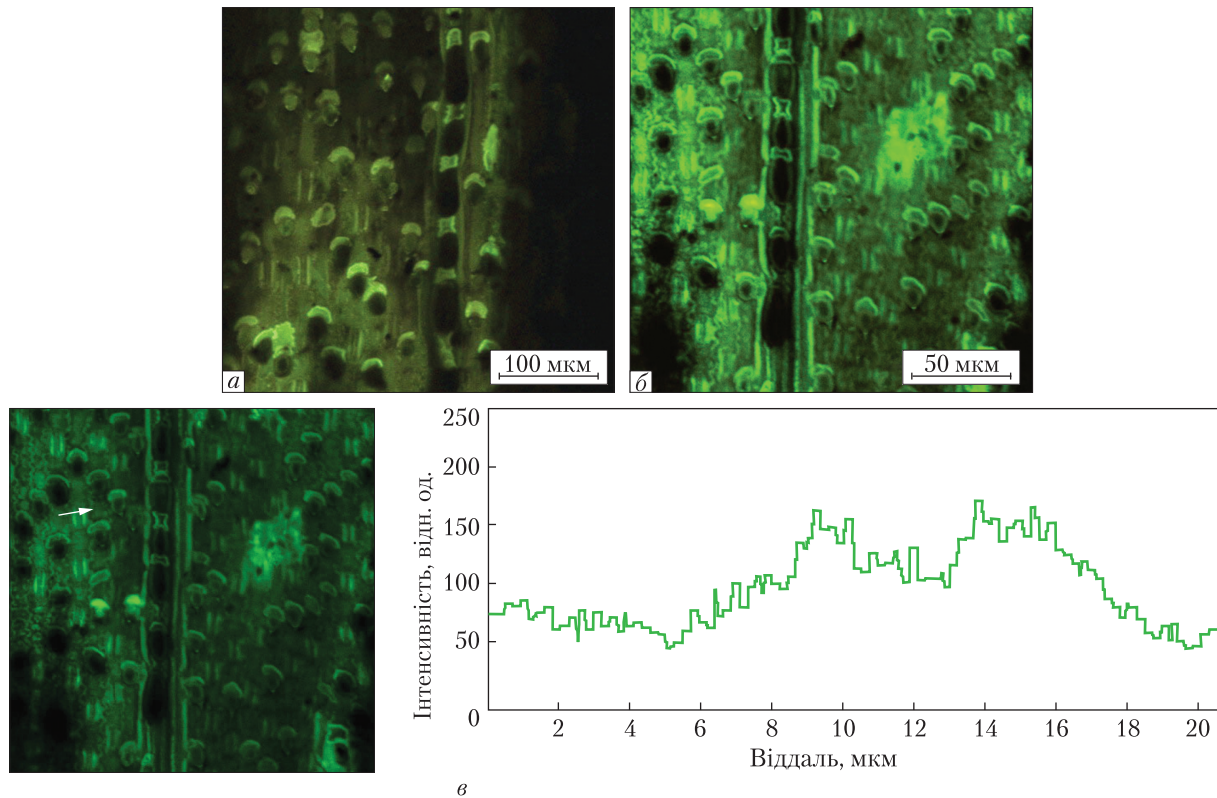 а
100 мкм
б
50 мкм
Інтенсивність, відн. од.
250
200
150
100
50
0
2 4 6 8 10 12 14 16 18 20
Віддаль, мкм
в